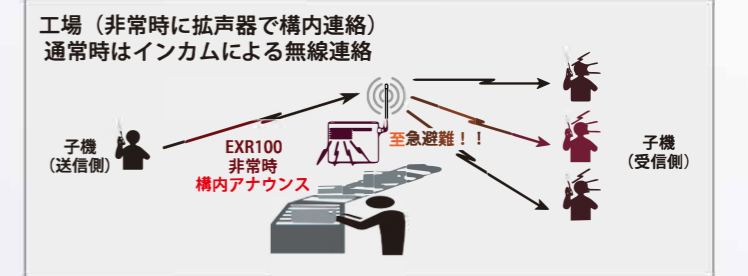 工場（非常時に拡声器で構内連絡）
通常時はインカムによる無線連絡
子機
（送信側）
EXR100
非常時
構内アナウンス
至急避難！！
子機
（受信側）